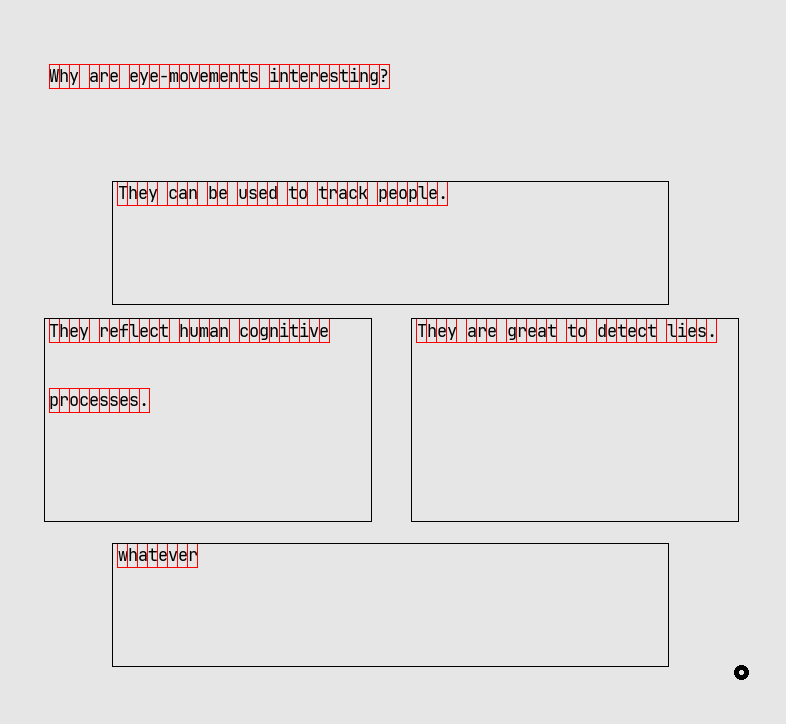 Why are eye-movements interesting?
They can be used to track people.
They reflect human cognitive
processes.
They are great to detect lies.
whatever